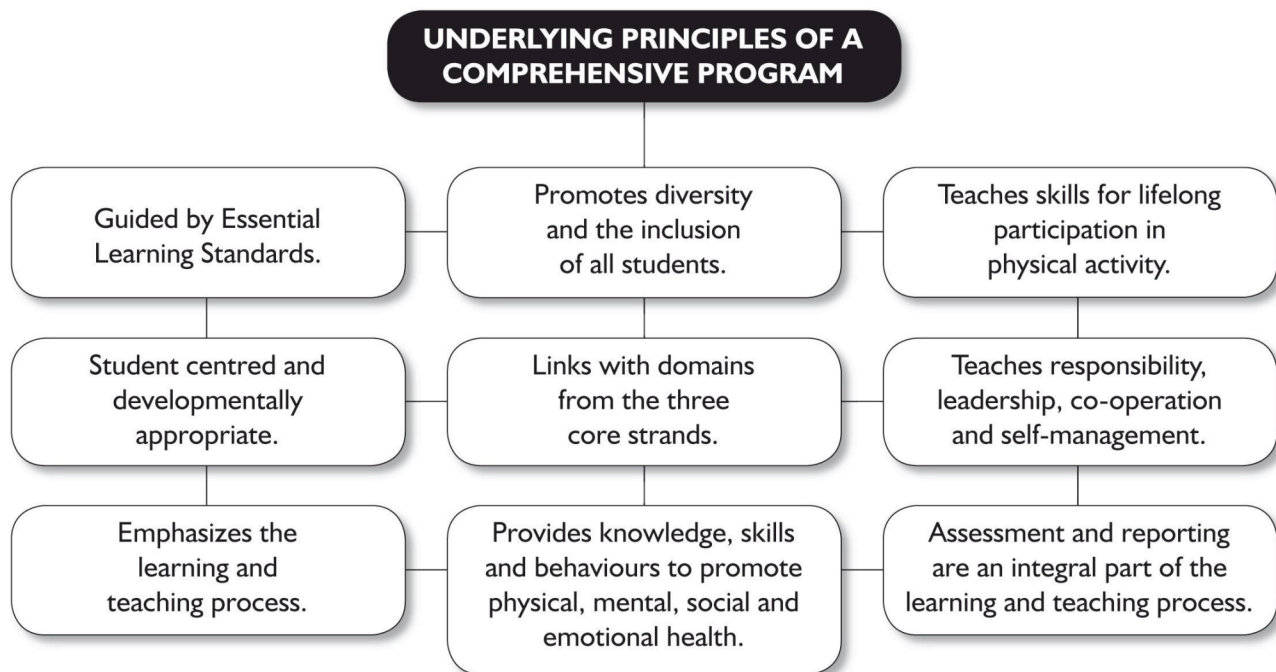 UNDERLYING PRINCIPLES OF A
COMPREHENSIVE PROGRAM
Guided by Essential
Learning Standards.
Promotes diversity
and the inclusion
of all students.
Teaches skills for lifelong
participation in
physical activity.
Student centred and
developmentally
appropriate.
Links with domains
from the three
core strands.
Teaches responsibility,
leadership, co-operation
and self-management.
Emphasizes the
learning and
teaching process.
Provides knowledge, skills
and behaviours to promote
physical, mental, social and
emotional health.
Assessment and reporting
are an integral part of the
learning and teaching process.